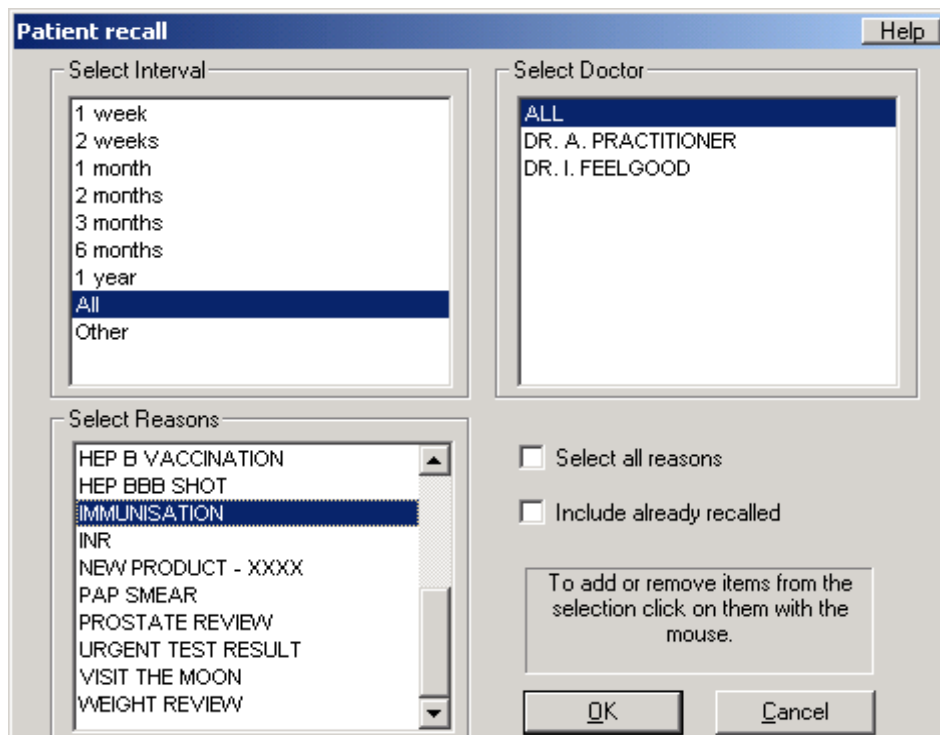 Patient recall
Help
Select Interval
1 week
2 weeks
1 month
2 months
3 months
6 months
1 year
All
Other
Select Doctor
ALL
DR. A. PRACTITIONER
DR. I. FEELGOOD
Select Reasons
HEP B VACCINATION
HEP BBB SHOT
IMMUNISATION
INR
NEW PRODUCT - XXXX
PAP SMEAR
PROSTATE REVIEW
URGENT TEST RESULT
VISIT THE MOON
WEIGHT REVIEW
Select all reasons
Include already recalled
To add or remove items from the
selection click on them with the
mouse.
OK
Cancel